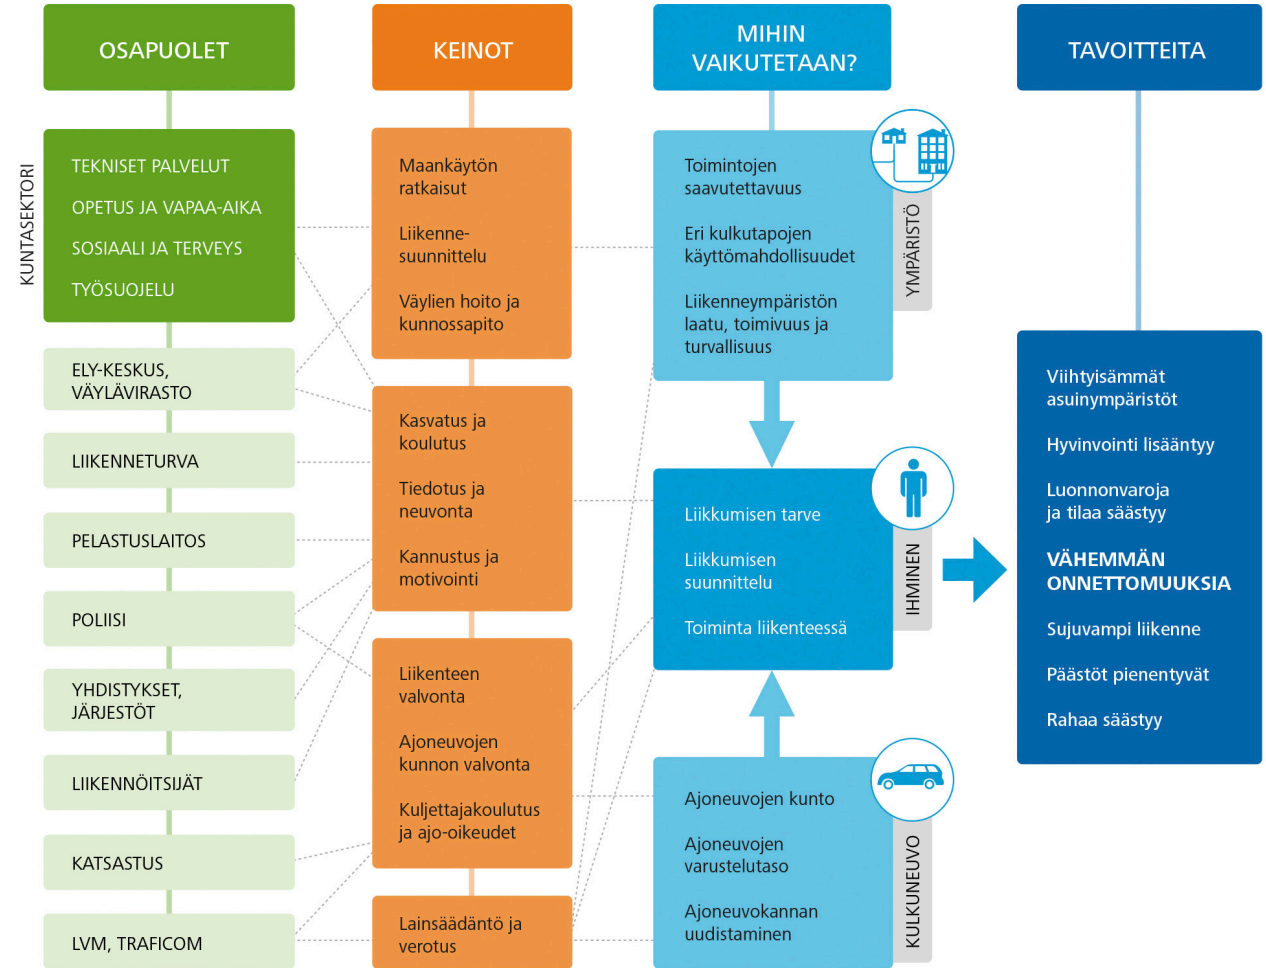 OSAPUOLET
KUNTASEKTORI
TEKNISET PALVELUT
OPETUS JA VAPAA-AIKA
SOSIAALI JA TERVEYS
TYÖSUOJELU
ELY-KESKUS,
VÄYLÄVIRASTO
LIIKENNETURVA
PELASTUSLAITOS
POLIISI
YHDISTYKSET,
JÄRJESTÖT
LIIKENNÖITSIJÄT
KATSASTUS
LVM, TRAFICOM
KEINOT
Maankäytön
ratkaisut
Liikenne-
suunnittelu
Väylien hoito ja
kunnossapito
Kasvatus ja
koulutus
Tiedotus ja
neuvonta
Kannustus ja
motivointi
Liikenteen
valvonta
Ajoneuvojen
kunnon valvonta
Kuljettajakoulutus
ja ajo-oikeudet
Lainsäädäntö ja
verotus
MIHIN
VAIKUTETAAN?
Toimintojen
saavutettavuus
Eri kulkutapojen
käyttömahdollisuudet
Liikenneympäristön
laatu, toimivuus ja
turvallisuus
YMPÄRISTÖ
Liikkumisen tarve
Liikkumisen
suunnittelu
Toiminta liikenteessä
IHMINEN
Ajoneuvojen kunto
Ajoneuvojen
varustelutaso
Ajoneuvokannan
uudistaminen
KULKUNEUVO
TAVOITTEITA
Viihtyisämmät
asuinympäristöt
Hyvinvointi lisääntyy
Luonnonvaroja
ja tilaa säästyy
VÄHEMMÄN
ONNETTOMUUKSIA
Sujuvampi liikenne
Päästöt pienentyvät
Rahaa säästyy